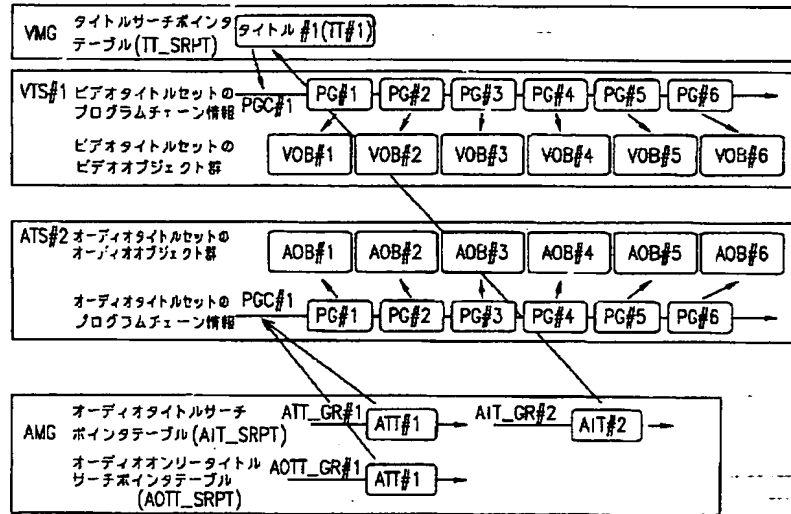 VMG
タイトルサーチポインタ
テーブル(TT_SRPT)
タイトル #1(TT#1)
VTS#1
ビデオタイトルセットの
プログラムチェーン情報
PGC#1
PG#1 PG#2 PG#3 PG#4 PG#5 PG#6
ビデオタイトルセットの
ビデオオブジェクト群
VOB#1 VOB#2 VOB#3 VOB#4 VOB#5 VOB#6
ATS#2
オーディオタイトルセットの
オーディオオブジェクト群
AOB#1 AOB#2 AOB#3 AOB#4 AOB#5 AOB#6
オーディオタイトルセットの
プログラムチェーン情報
PGC#1
PG#1 PG#2 PG#3 PG#4 PG#5 PG#6
AMG
オーディオタイトルサーチ
ポインタテーブル(AIT_SRPT)
ATT_GR#1
ATT#1
AIT_GR#2
AIT#2
オーディオオンリータイトル
サーチポインタテーブル
(AOTT_SRPT)
AOTT_GR#1
ATT#1